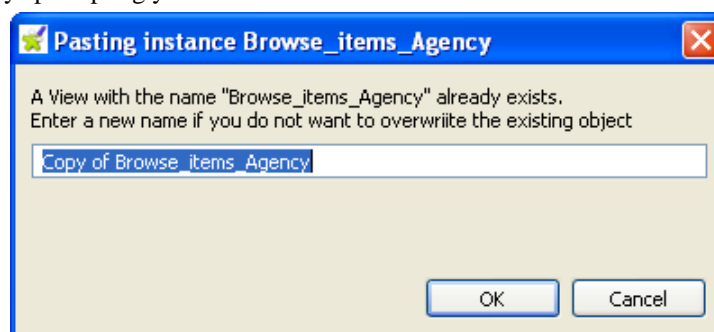 Pasting instance Browse_items_Agency
A View with the name "Browse_items_Agency" already exists.
Enter a new name if you do not want to overwriite the existing object
Copy of Browse_items_Agency
OK Cancel